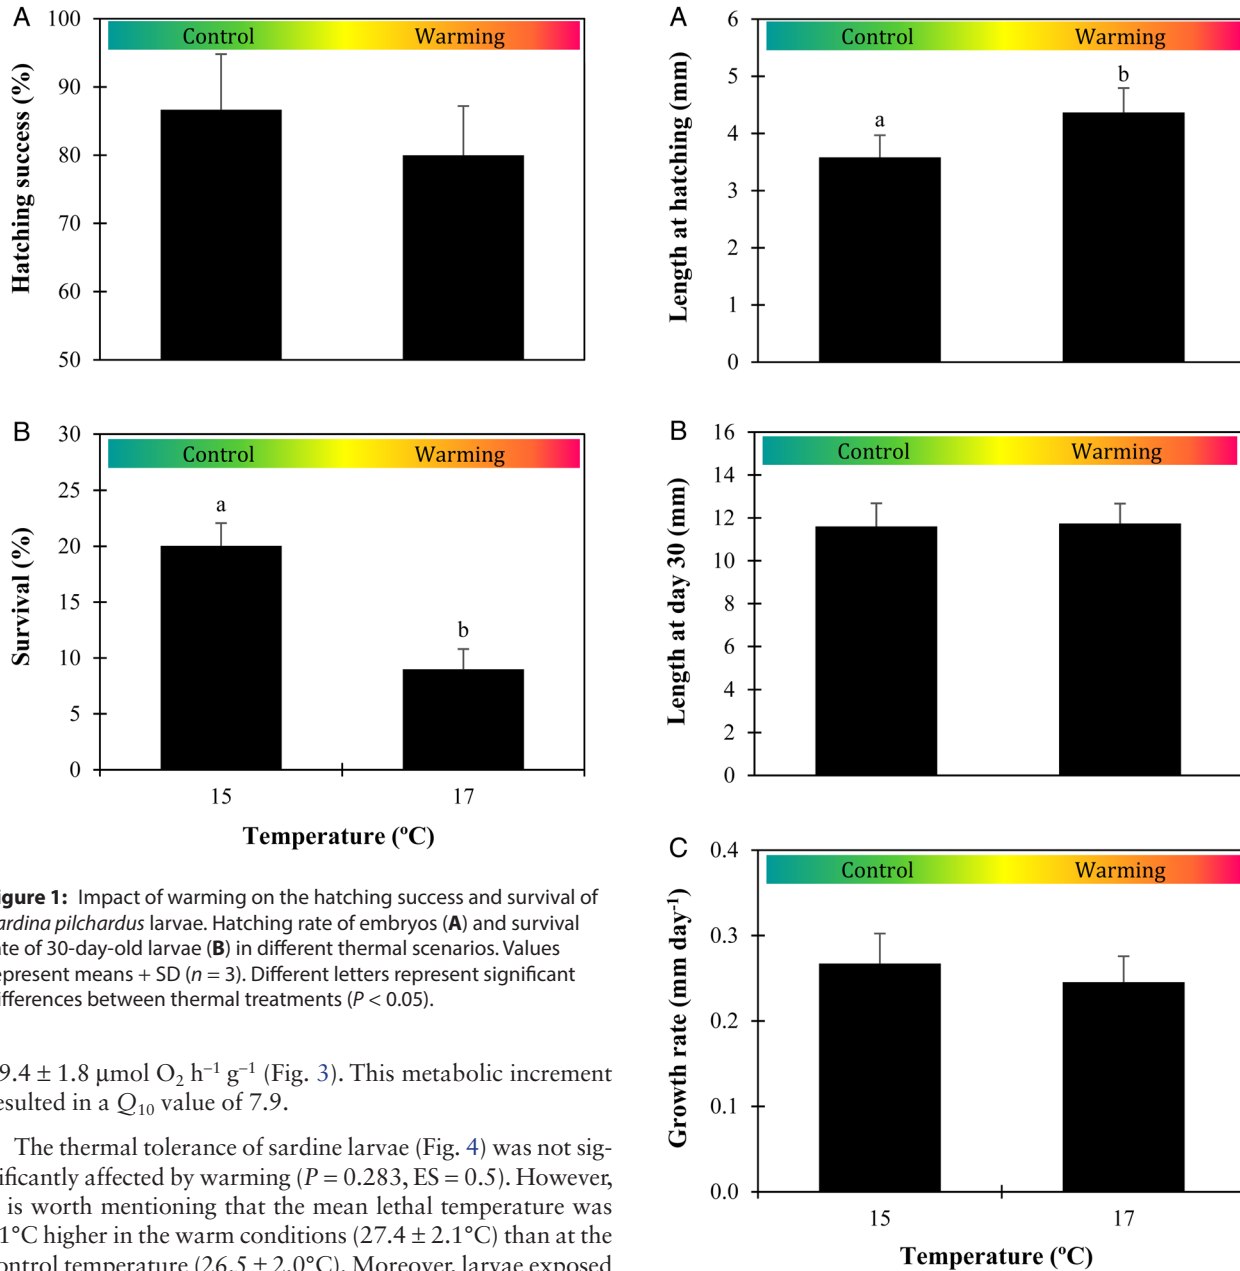 A
Control Warming
100
90
80
70
60
50
Hatching success (%)
B
Control Warming
30
25
20
15
10
5
0
a
b
Survival (%)
15 17
Temperature (ºC)
igure 1: Impact of warming on the hatching success and survival of
ardina pilchardus larvae. Hatching rate of embryos (A) and survival
ate of 30-day-old larvae (B) in different thermal scenarios. Values
epresent means + SD (n = 3). Different letters represent significant
ifferences between thermal treatments (P < 0.05).
9.4 ± 1.8 μmol O₂ h⁻¹ g⁻¹ (Fig. 3). This metabolic increment
esulted in a Q₁₀ value of 7.9.
The thermal tolerance of sardine larvae (Fig. 4) was not sig-
ificantly affected by warming (P = 0.283, ES = 0.5). However,
is worth mentioning that the mean lethal temperature was
1°C higher in the warm conditions (27.4 ± 2.1°C) than at the
ontrol temperature (26.5 ± 2.0°C). Moreover, larvae exposed
A
Control Warming
6
5
4
3
2
1
0
a
b
Length at hatching (mm)
B
Control Warming
16
14
12
10
8
6
4
2
0
Length at day 30 (mm)
C
Control Warming
0.4
0.3
0.2
0.1
0.0
Growth rate (mm day⁻¹)
15 17
Temperature (ºC)